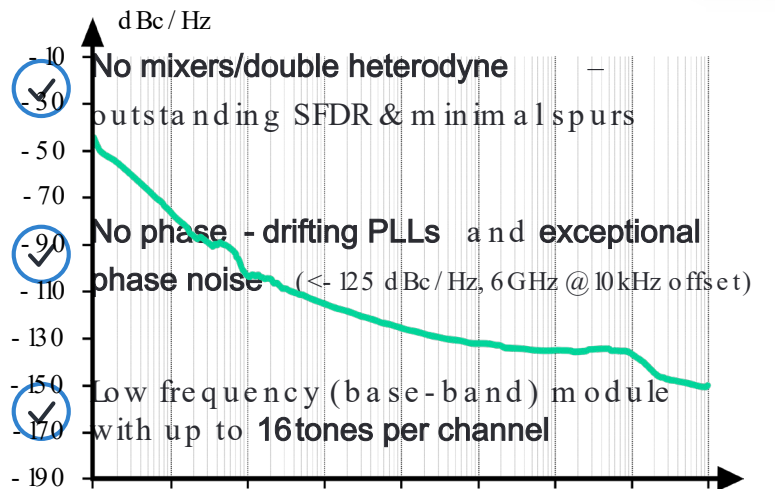 dBc/Hz
-10
No mixers/double heterodyne –
-30
outstanding SFDR & minimal spurs
-50
-70
-90
No phase - drifting PLLs and exceptional
phase noise (<-125 dBc/Hz, 6GHz @10kHz offset)
-110
-130
-150
Low frequency (base-band) module
-170
with up to 16 tones per channel
-190